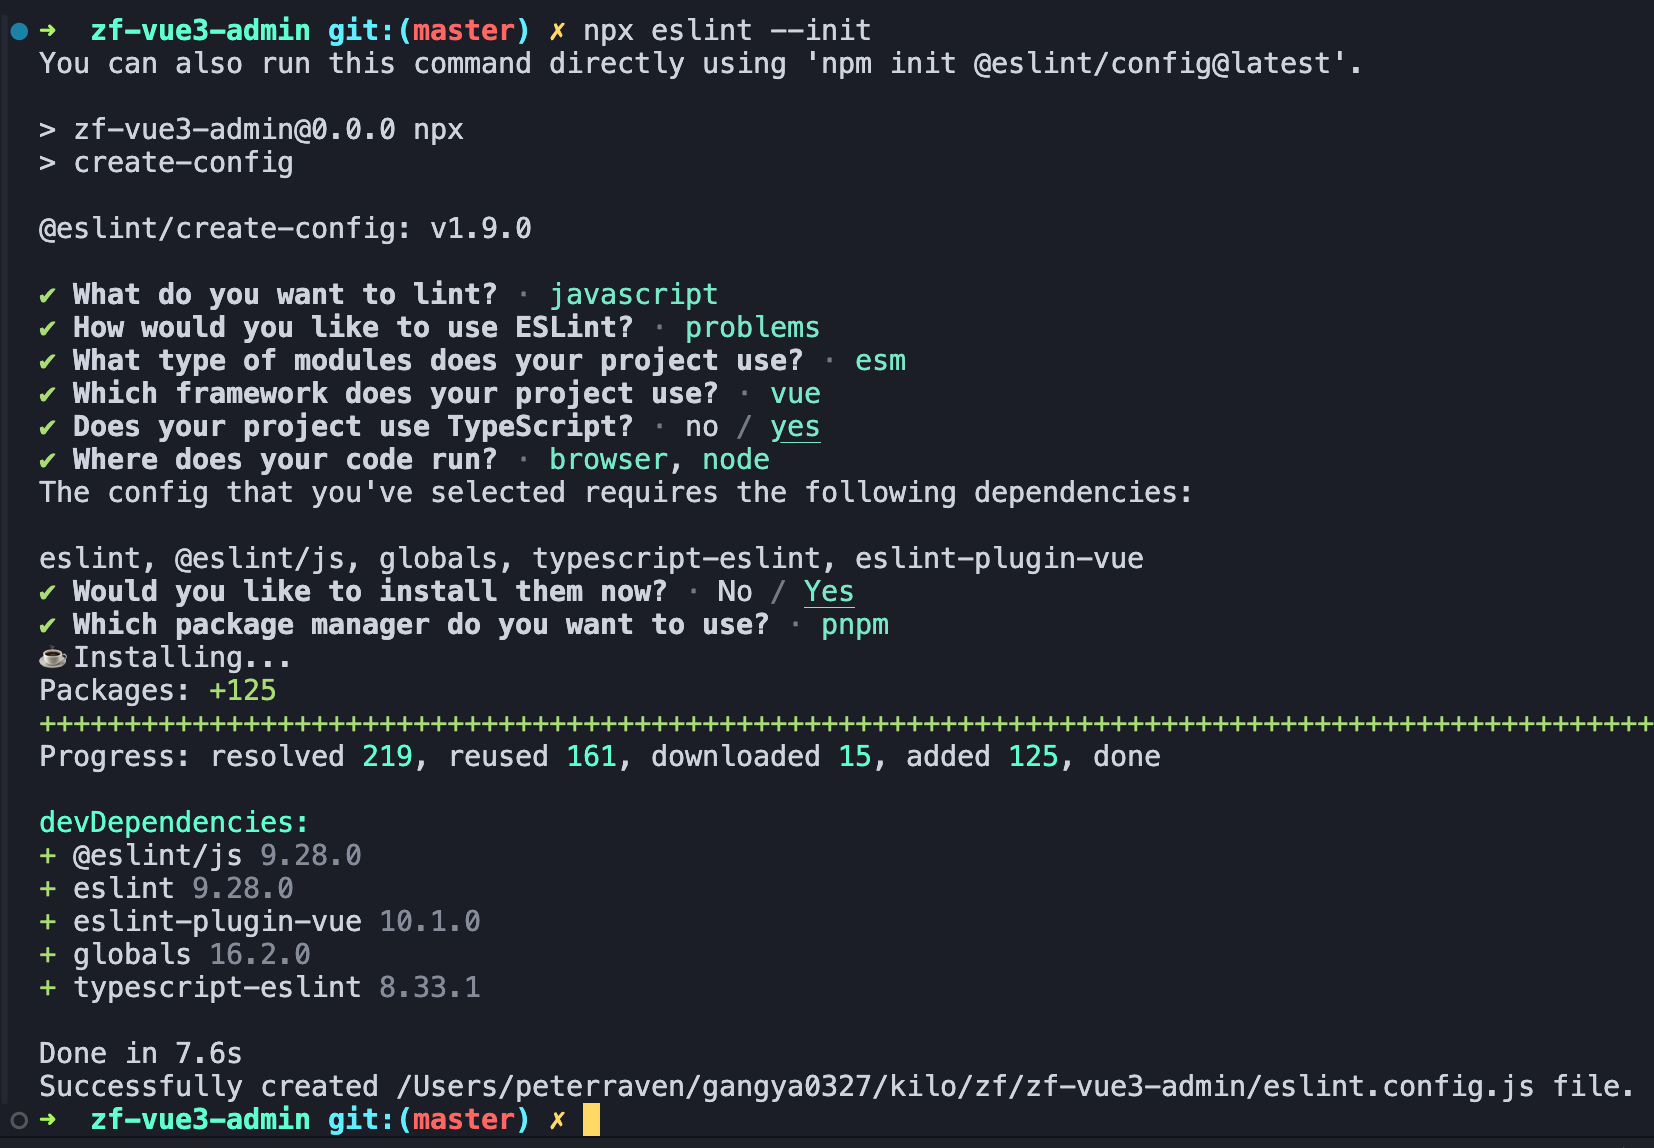 ➜  zf-vue3-admin git:(master) ✗ npx eslint --init
You can also run this command directly using 'npm init @eslint/config@latest'.
> zf-vue3-admin@0.0.0 npx
> create-config
@eslint/create-config: v1.9.0
✔ What do you want to lint? · javascript
✔ How would you like to use ESLint? · problems
✔ What type of modules does your project use? · esm
✔ Which framework does your project use? · vue
✔ Does your project use TypeScript? · no / yes
✔ Where does your code run? · browser, node
The config that you've selected requires the following dependencies:
eslint, @eslint/js, globals, typescript-eslint, eslint-plugin-vue
✔ Would you like to install them now? · No / Yes
✔ Which package manager do you want to use? · pnpm
☕️Installing...
Packages: +125
+++++++++++++++++++++++++++++++++++++++++++++++++++++++++++++++++++++++++++++++++++++++++++++++
Progress: resolved 219, reused 161, downloaded 15, added 125, done
devDependencies:
+ @eslint/js 9.28.0
+ eslint 9.28.0
+ eslint-plugin-vue 10.1.0
+ globals 16.2.0
+ typescript-eslint 8.33.1
Done in 7.6s
Successfully created /Users/peterraven/gangya0327/kilo/zf/zf-vue3-admin/eslint.config.js file.
➜  zf-vue3-admin git:(master) ✗